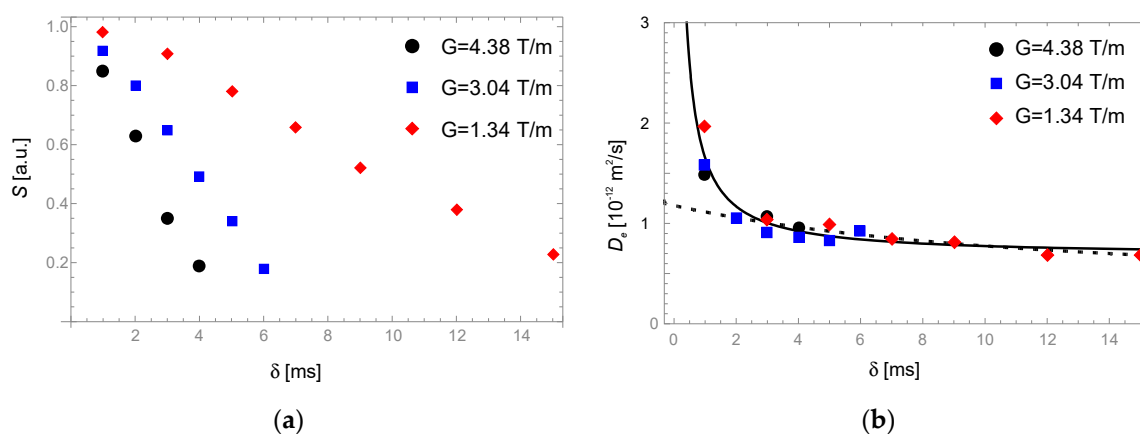 1.0
0.8
0.6
0.4
0.2
S [a.u.]
G=4.38 T/m
G=3.04 T/m
G=1.34 T/m
2 4 6 8 10 12 14
δ [ms]
(a)
3
2
1
0
D_e [10^-12 m^2/s]
G=4.38 T/m
G=3.04 T/m
G=1.34 T/m
0 2 4 6 8 10 12 14
δ [ms]
(b)